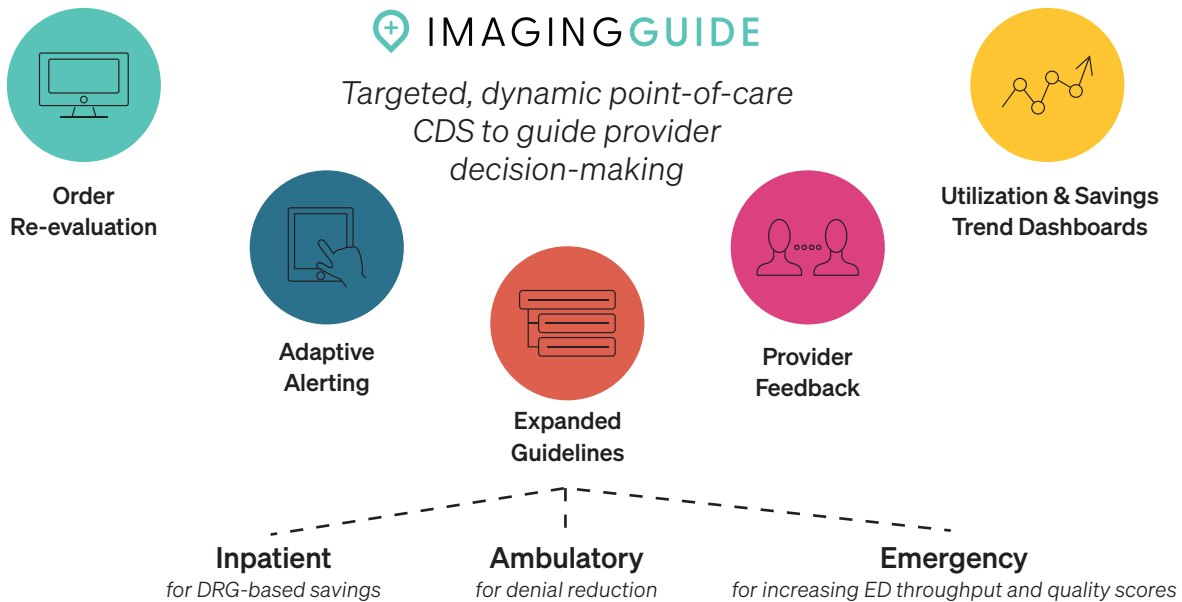 IMAGINGGUIDE
Targeted, dynamic point-of-care
CDS to guide provider
decision-making
Order
Re-evaluation
Adaptive
Alerting
Expanded
Guidelines
Provider
Feedback
Utilization & Savings
Trend Dashboards
Inpatient
for DRG-based savings
Ambulatory
for denial reduction
Emergency
for increasing ED throughput and quality scores